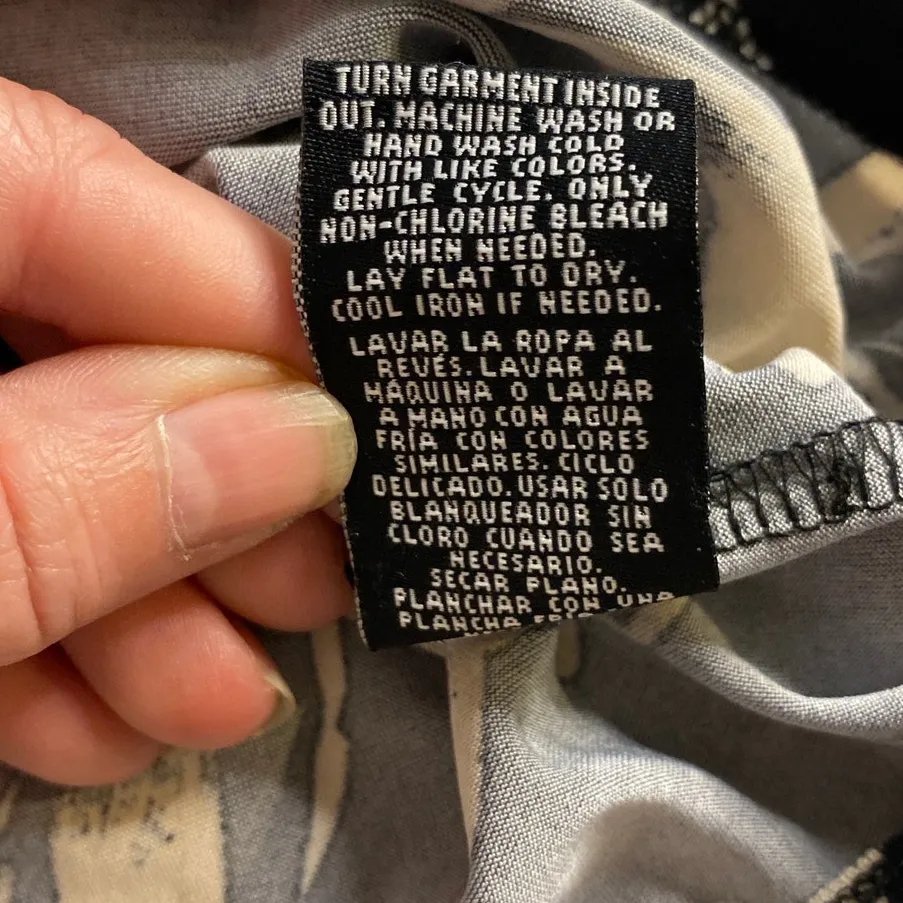 TURN GARMENT INSIDE
OUT. MACHINE WASH OR
HAND WASH COLD
WITH LIKE COLORS.
GENTLE CYCLE. ONLY
NON-CHLORINE BLEACH
WHEN NEEDED.
LAY FLAT TO DRY.
COOL IRON IF NEEDED.
LAVAR LA ROPA AL
REVÉS. LAVAR A
MÁQUINA O LAVAR
A MANO CON AGUA
FRÍA CON COLORES
SIMILARES. CICLO
DELICADO. USAR SOLO
BLANQUEADOR SIN
CLORO CUANDO SEA
NECESARIO.
SECAR PLANO.
PLANCHAR CON UNA
PLANCHA